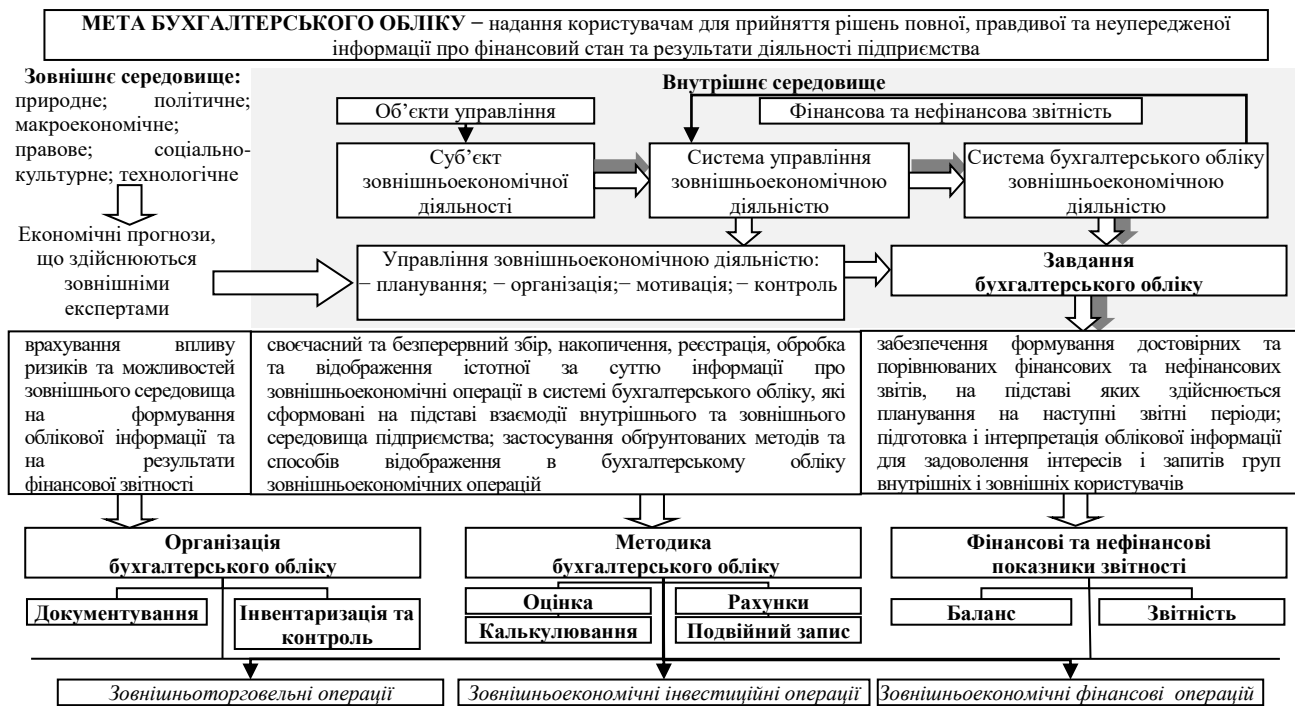 МЕТА БУХГАЛТЕРСЬКОГО ОБЛІКУ − надання користувачам для прийняття рішень повної, правдивої та неупередженої
інформації про фінансовий стан та результати діяльності підприємства
Зовнішнє середовище:
природне; політичне;
макроекономічне;
правове; соціально-
культурне; технологічне
Економічні прогнози,
що здійснюються
зовнішніми
експертами
Внутрішнє середовище
Об’єкти управління
Фінансова та нефінансова звітність
Суб’єкт
зовнішньоекономічної
діяльності
Система управління
зовнішньоекономічною
діяльністю
Система бухгалтерського обліку
зовнішньоекономічною
діяльністю
Управління зовнішньоекономічною діяльністю:
− планування; − організація;− мотивація; − контроль
Завдання
бухгалтерського обліку
врахування впливу
ризиків та можливостей
зовнішнього середовища
на формування
облікової інформації та
на результати
фінансової звітності
своєчасний та безперервний збір, накопичення, реєстрація, обробка
та відображення істотної за суттю інформації про
зовнішньоекономічні операції в системі бухгалтерського обліку, які
сформовані на підставі взаємодії внутрішнього та зовнішнього
середовища підприємства; застосування обґрунтованих методів та
способів відображення в бухгалтерському обліку
зовнішньоекономічних операцій
забезпечення формування достовірних та
порівнюваних фінансових та нефінансових
звітів, на підставі яких здійснюється
планування на наступні звітні періоди;
підготовка і інтерпретація облікової інформації
для задоволення інтересів і запитів груп
внутрішніх і зовнішніх користувачів
Організація
бухгалтерського обліку
Методика
бухгалтерського обліку
Фінансові та нефінансові
показники звітності
Документування
Інвентаризація та
контроль
Оцінка
Рахунки
Калькулювання
Подвійний запис
Баланс
Звітність
Зовнішньоторговельні операції
Зовнішньоекономічні інвестиційні операції
Зовнішньоекономічні фінансові операцій